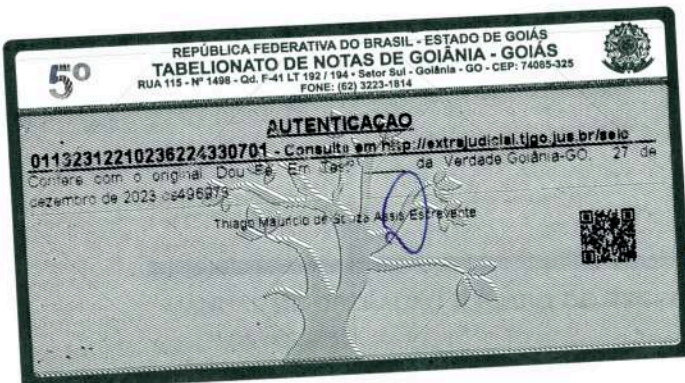 5º
REPÚBLICA FEDERATIVA DO BRASIL - ESTADO DE GOIÁS
TABELIONATO DE NOTAS DE GOIÂNIA - GOIÁS
RUA 115 - Nº 1498 - Qd. F-41 LT 192 / 194 - Setor Sul - Goiânia - GO - CEP: 74085-325
FONE: (62) 3223-1814
AUTENTICAÇAO
01132312210236224330701 - Consulte em http://extrajudicial.tjgo.jus.br/selo
Confere com o original Dou Fé. Em Test da Verdade Goiânia-GO, 27 de
dezembro de 2023
Thiago Mauricio de Souza Assis/Escrevente